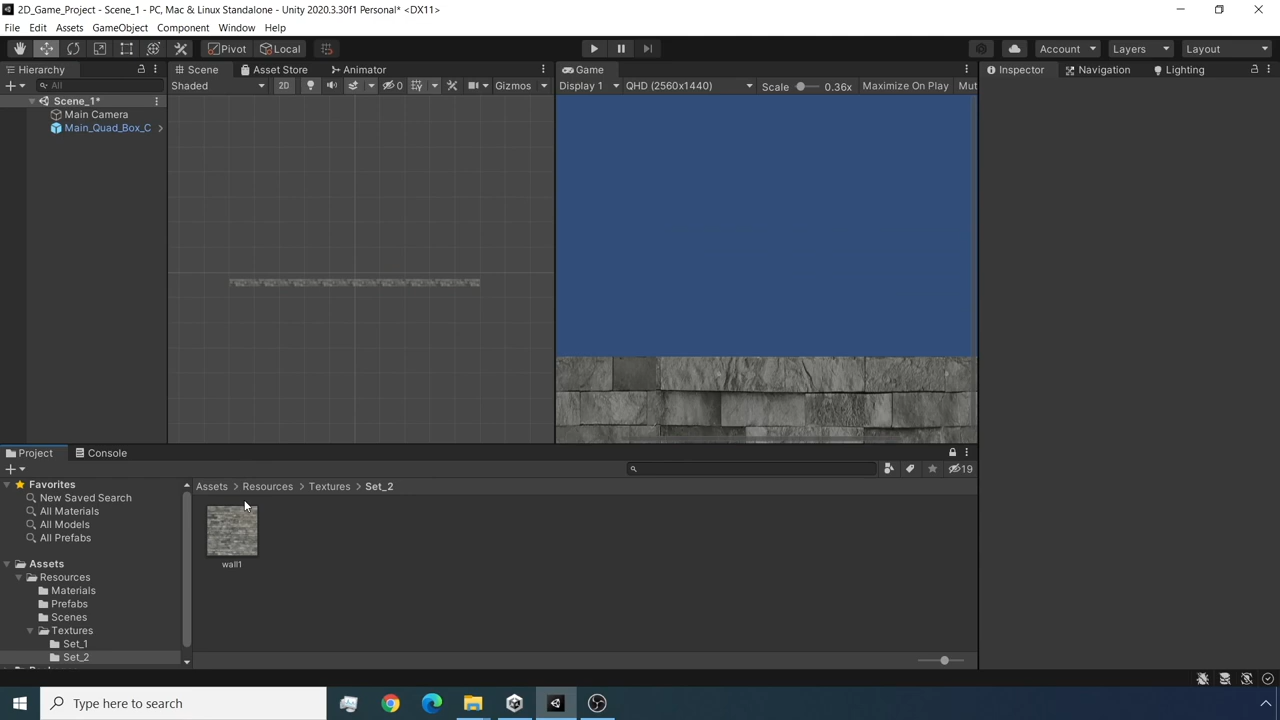 2D_Game_Project - Scene_1 - PC, Mac & Linux Standalone - Unity 2020.3.30f1 Personal* <DX11>
File Edit Assets GameObject Component Window Help
Pivot Local Account Layers Layout
Hierarchy Scene Asset Store Animator Game Inspector Navigation Lighting
All Shaded 2D 0 Gizmos Display 1 QHD (2560x1440) Scale 0.36x Maximize On Play Mut
Scene_1*
Main Camera
Main_Quad_Box_C
Project Console
19
Favorites
New Saved Search
All Materials
All Models
All Prefabs
Assets
Resources
Materials
Prefabs
Scenes
Textures
Set_1
Set_2
Assets > Resources > Textures > Set_2
wall1
Type here to search